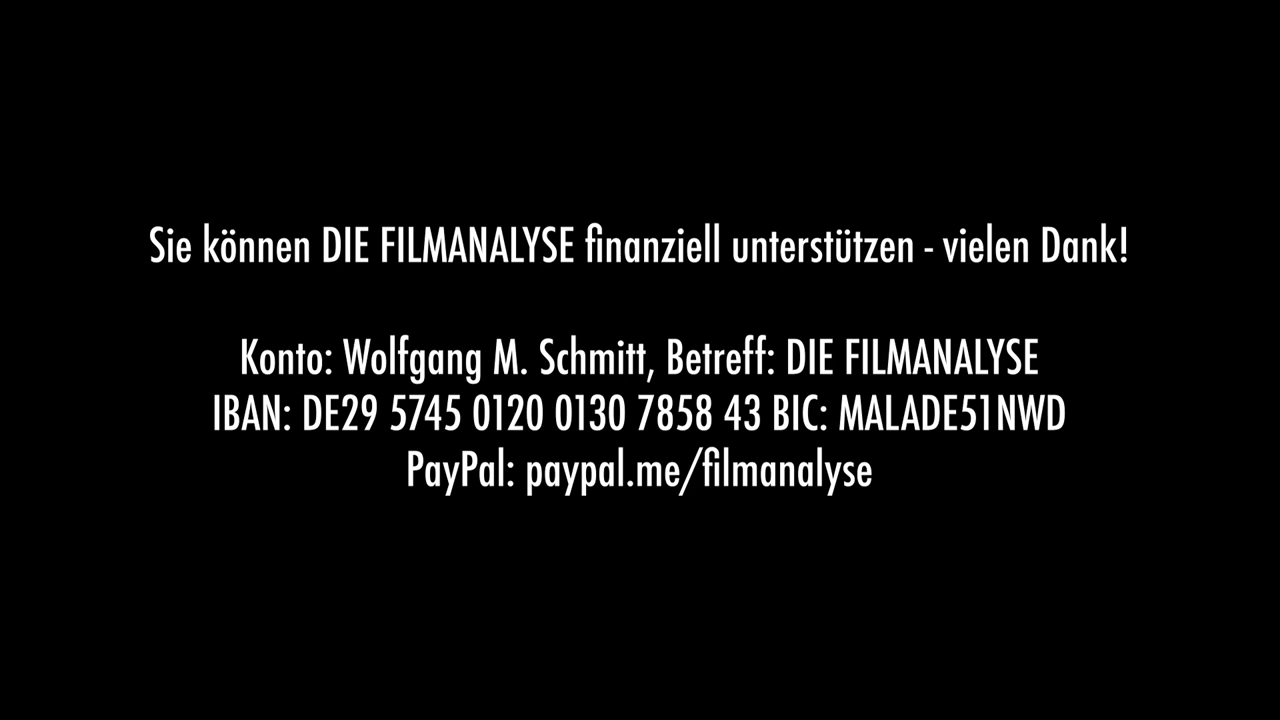 Sie können DIE FILMANALYSE finanziell unterstützen - vielen Dank!
Konto: Wolfgang M. Schmitt, Betreff: DIE FILMANALYSE
IBAN: DE29 5745 0120 0130 7858 43 BIC: MALADE51NWD
PayPal: paypal.me/filmanalyse